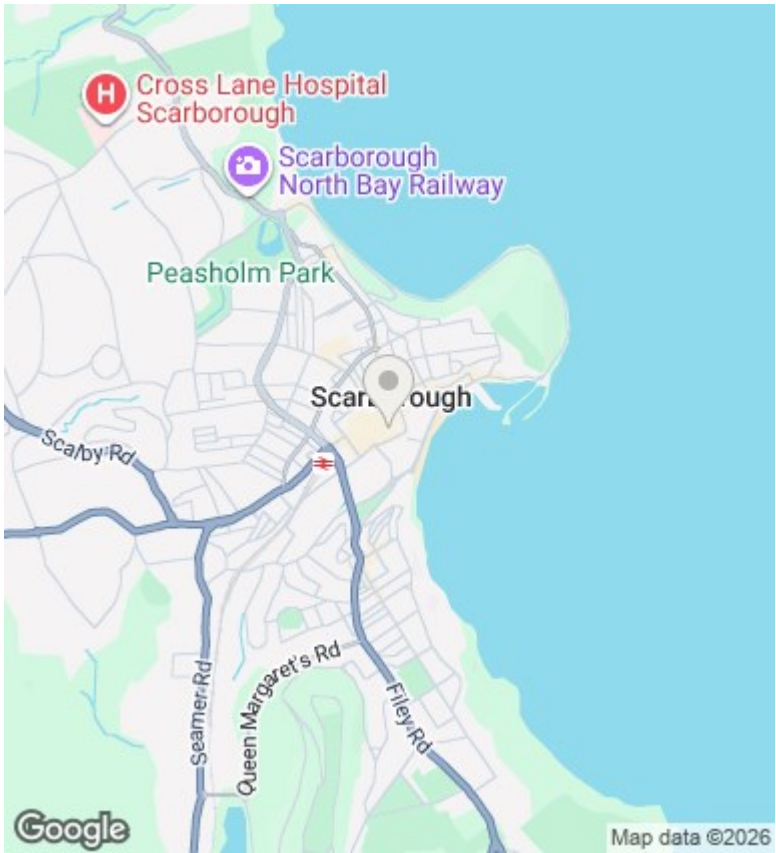 H
Cross Lane Hospital
Scarborough
Scarborough
North Bay Railway
Peasholm Park
Scarborough
Scalby Rd
Seamer Rd
Queen Margaret's Rd
Filey Rd
Google
Map data ©2026